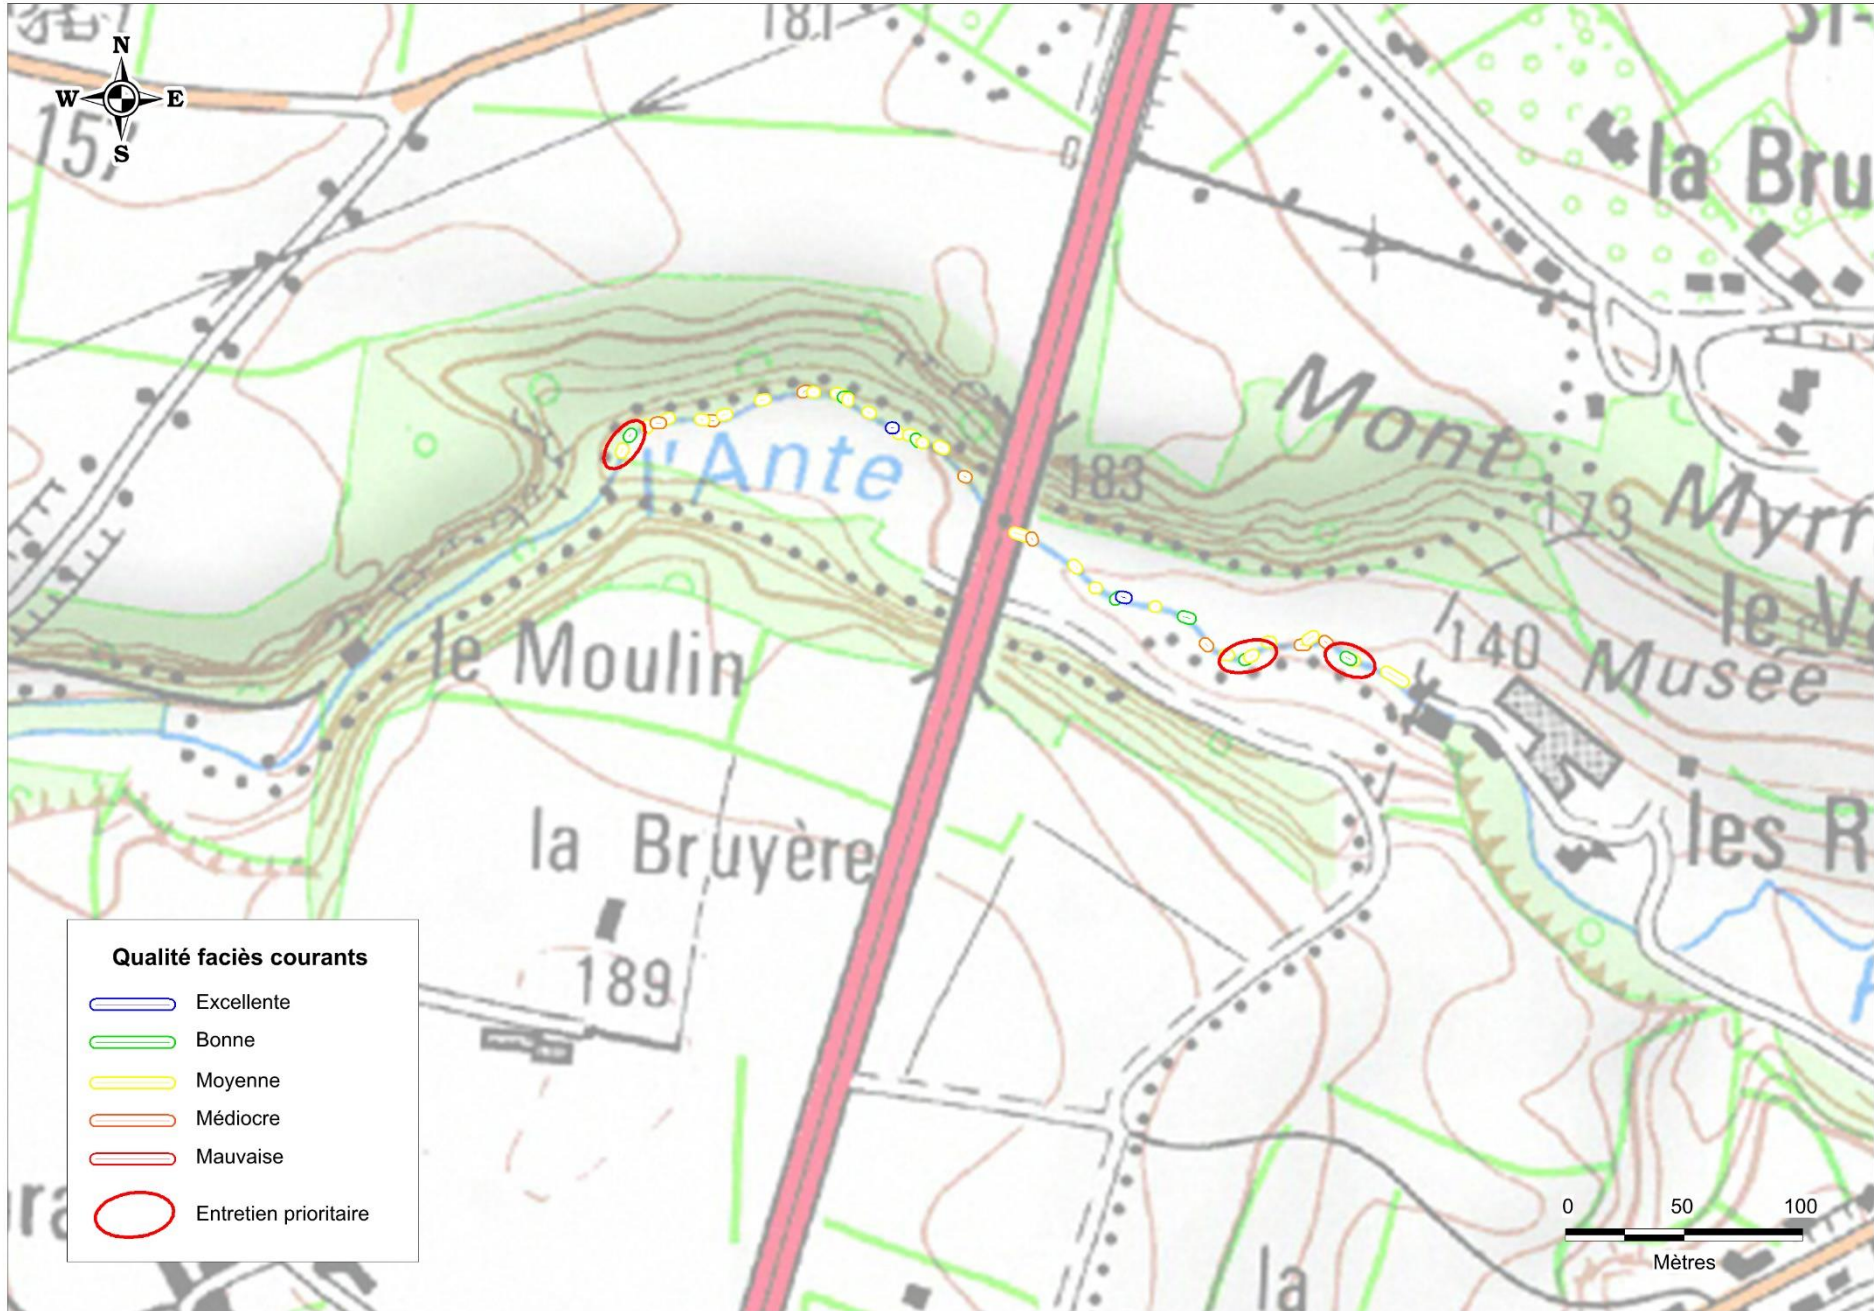 181
N
W E
S
157
la Bru
Mont
l'Ante
183
173
Myrr
le V
140
Musée
le Moulin
les R
la Bruyère
189
Qualité faciès courants
Excellente
Bonne
Moyenne
Médiocre
Mauvaise
Entretien prioritaire
0 50 100
Mètres
la